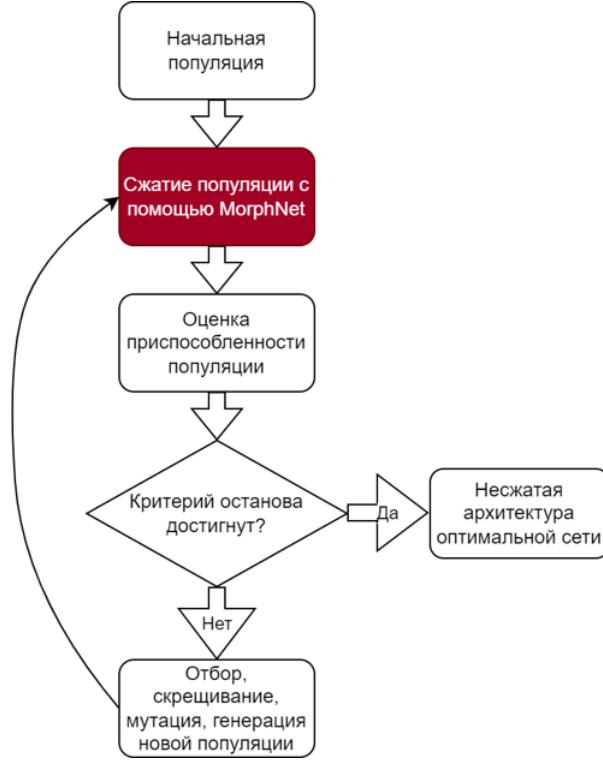 Начальная
популяция
Сжатие популяции с
помощью MorphNet
Оценка
приспособленности
популяции
Критерий останова
достигнут?
Да
Несжатая
архитектура
оптимальной сети
Нет
Отбор,
скрещивание,
мутация, генерация
новой популяции